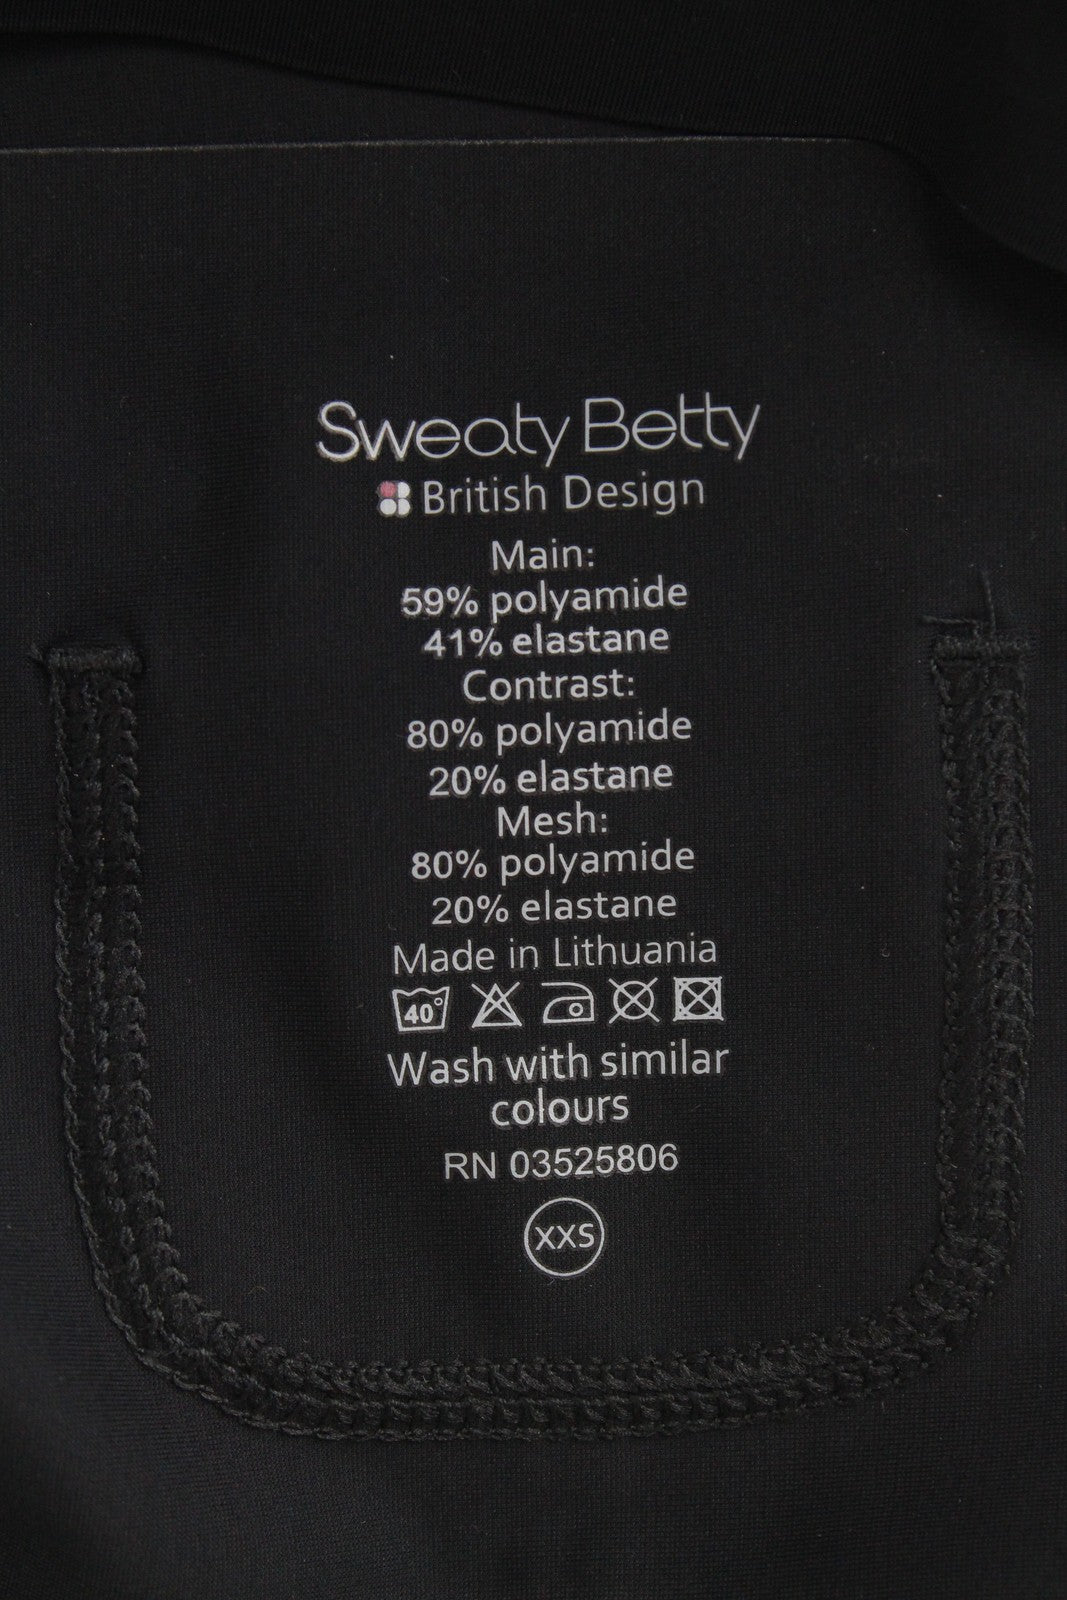 Sweaty Betty
British Design
Main:
59% polyamide
41% elastane
Contrast:
80% polyamide
20% elastane
Mesh:
80% polyamide
20% elastane
Made in Lithuania
40°
Wash with similar
colours
RN 03525806
XXS